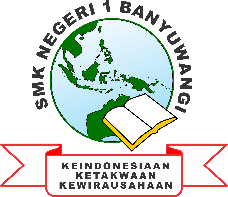 SMK NEGERI 1 BANYUWANGI
KEINDONESIAAN
KETAKWAAN
KEWIRAUSAHAAN